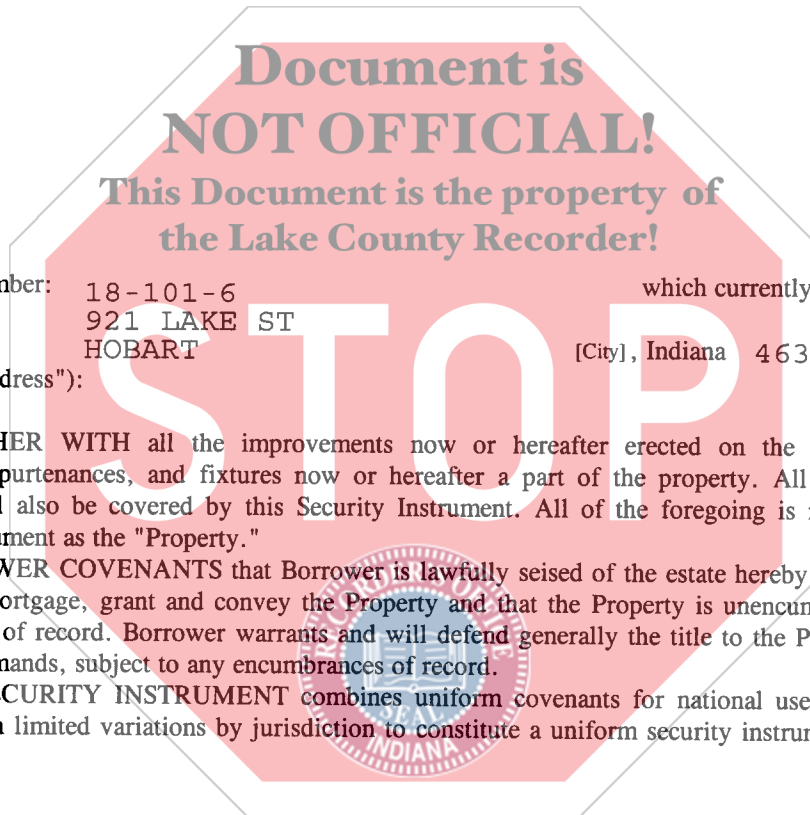 Document is
NOT OFFICIAL!
This Document is the property of
the Lake County Recorder!
mber: 18-101-6 which currently
921 LAKE ST
HOBART [City], Indiana 463
dress"):
STOP
HER WITH all the improvements now or hereafter erected on the
purtenances, and fixtures now or hereafter a part of the property. All
l also be covered by this Security Instrument. All of the foregoing is
ment as the "Property."
WER COVENANTS that Borrower is lawfully seised of the estate hereby
ortgage, grant and convey the Property and that the Property is unencum
of record. Borrower warrants and will defend generally the title to the P
mands, subject to any encumbrances of record.
CURITY INSTRUMENT combines uniform covenants for national use
limited variations by jurisdiction to constitute a uniform security instrum
RECORDER OF THE
SEAL
INDIANA